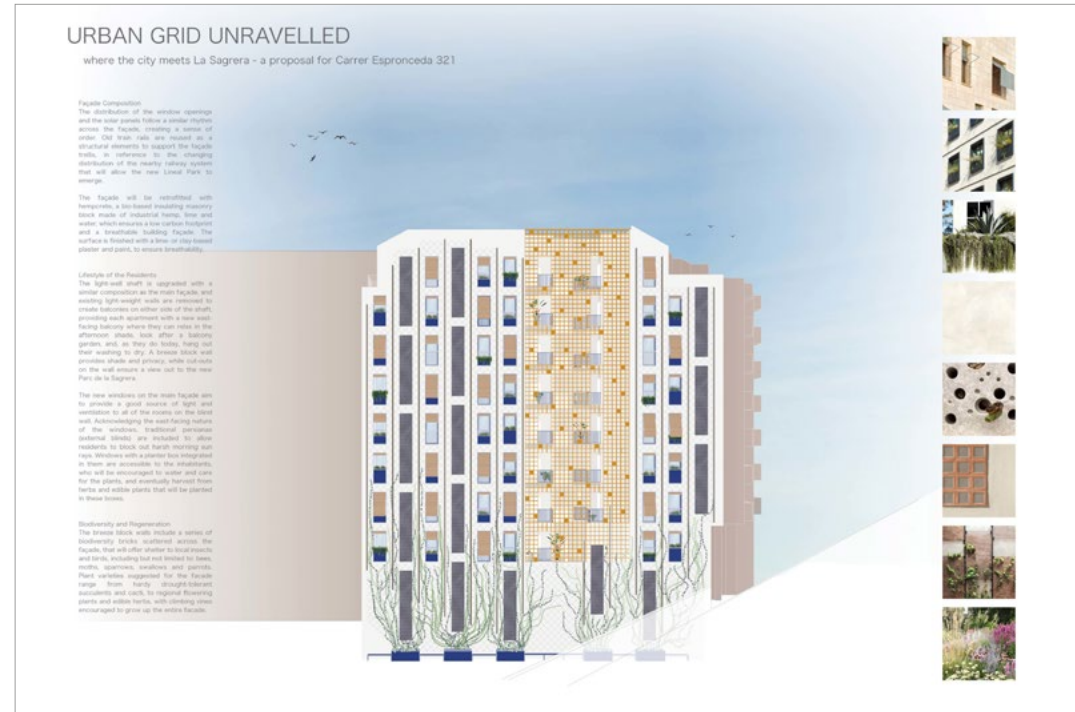 URBAN GRID UNRAVELLED
where the city meets La Sagrera - a proposal for Carrer Espronceda 321
Façade Composition
The distribution of the window openings
and the solar panels follow a similar rhythm
across the façade, creating a sense of
order. Old train rails are reused as a
structural elements to support the façade
trellis, in reference to the changing
distribution of the nearby railway system
that will allow the new Lineal Park to
emerge.
The façade will be retrofitted with
hempcrete, a bio-based insulating masonry
block made of industrial hemp, lime and
water, which ensures a low carbon footprint
and a breathable building façade. The
surface is finished with a lime- or clay-based
plaster and paint, to ensure breathability.
Lifestyle of the Residents
The light-well shaft is upgraded with a
similar composition as the main façade, and
existing light-weight walls are removed to
create balconies on either side of the shaft,
providing each apartment with a new east-
facing balcony where they can relax in the
afternoon shade, look after a balcony
garden, and, as they do today, hang out
their washing to dry. A breeze block wall
provides shade and privacy, while cut-outs
on the wall ensure a view out to the new
Parc de la Sagrera.
The new windows on the main façade aim
to provide a good source of light and
ventilation to all of the rooms on the blind
wall. Acknowledging the east-facing nature
of the windows, traditional persianas
(external blinds) are included to allow
residents to block out harsh morning sun
rays. Windows with a planter box integrated
in them are accessible to the inhabitants,
who will be encouraged to water and care
for the plants, and eventually harvest from
herbs and edible plants that will be planted
in these boxes.
Biodiversity and Regeneration
The breeze block walls include a series of
biodiversity bricks scattered across the
façade, that will offer shelter to local insects
and birds, including but not limited to: bees,
moths, sparrows, swallows and parrots.
Plant varieties suggested for the facade
range from hardy drought-tolerant
succulents and cacti, to regional flowering
plants and edible herbs, with climbing vines
encouraged to grow up the entire facade.